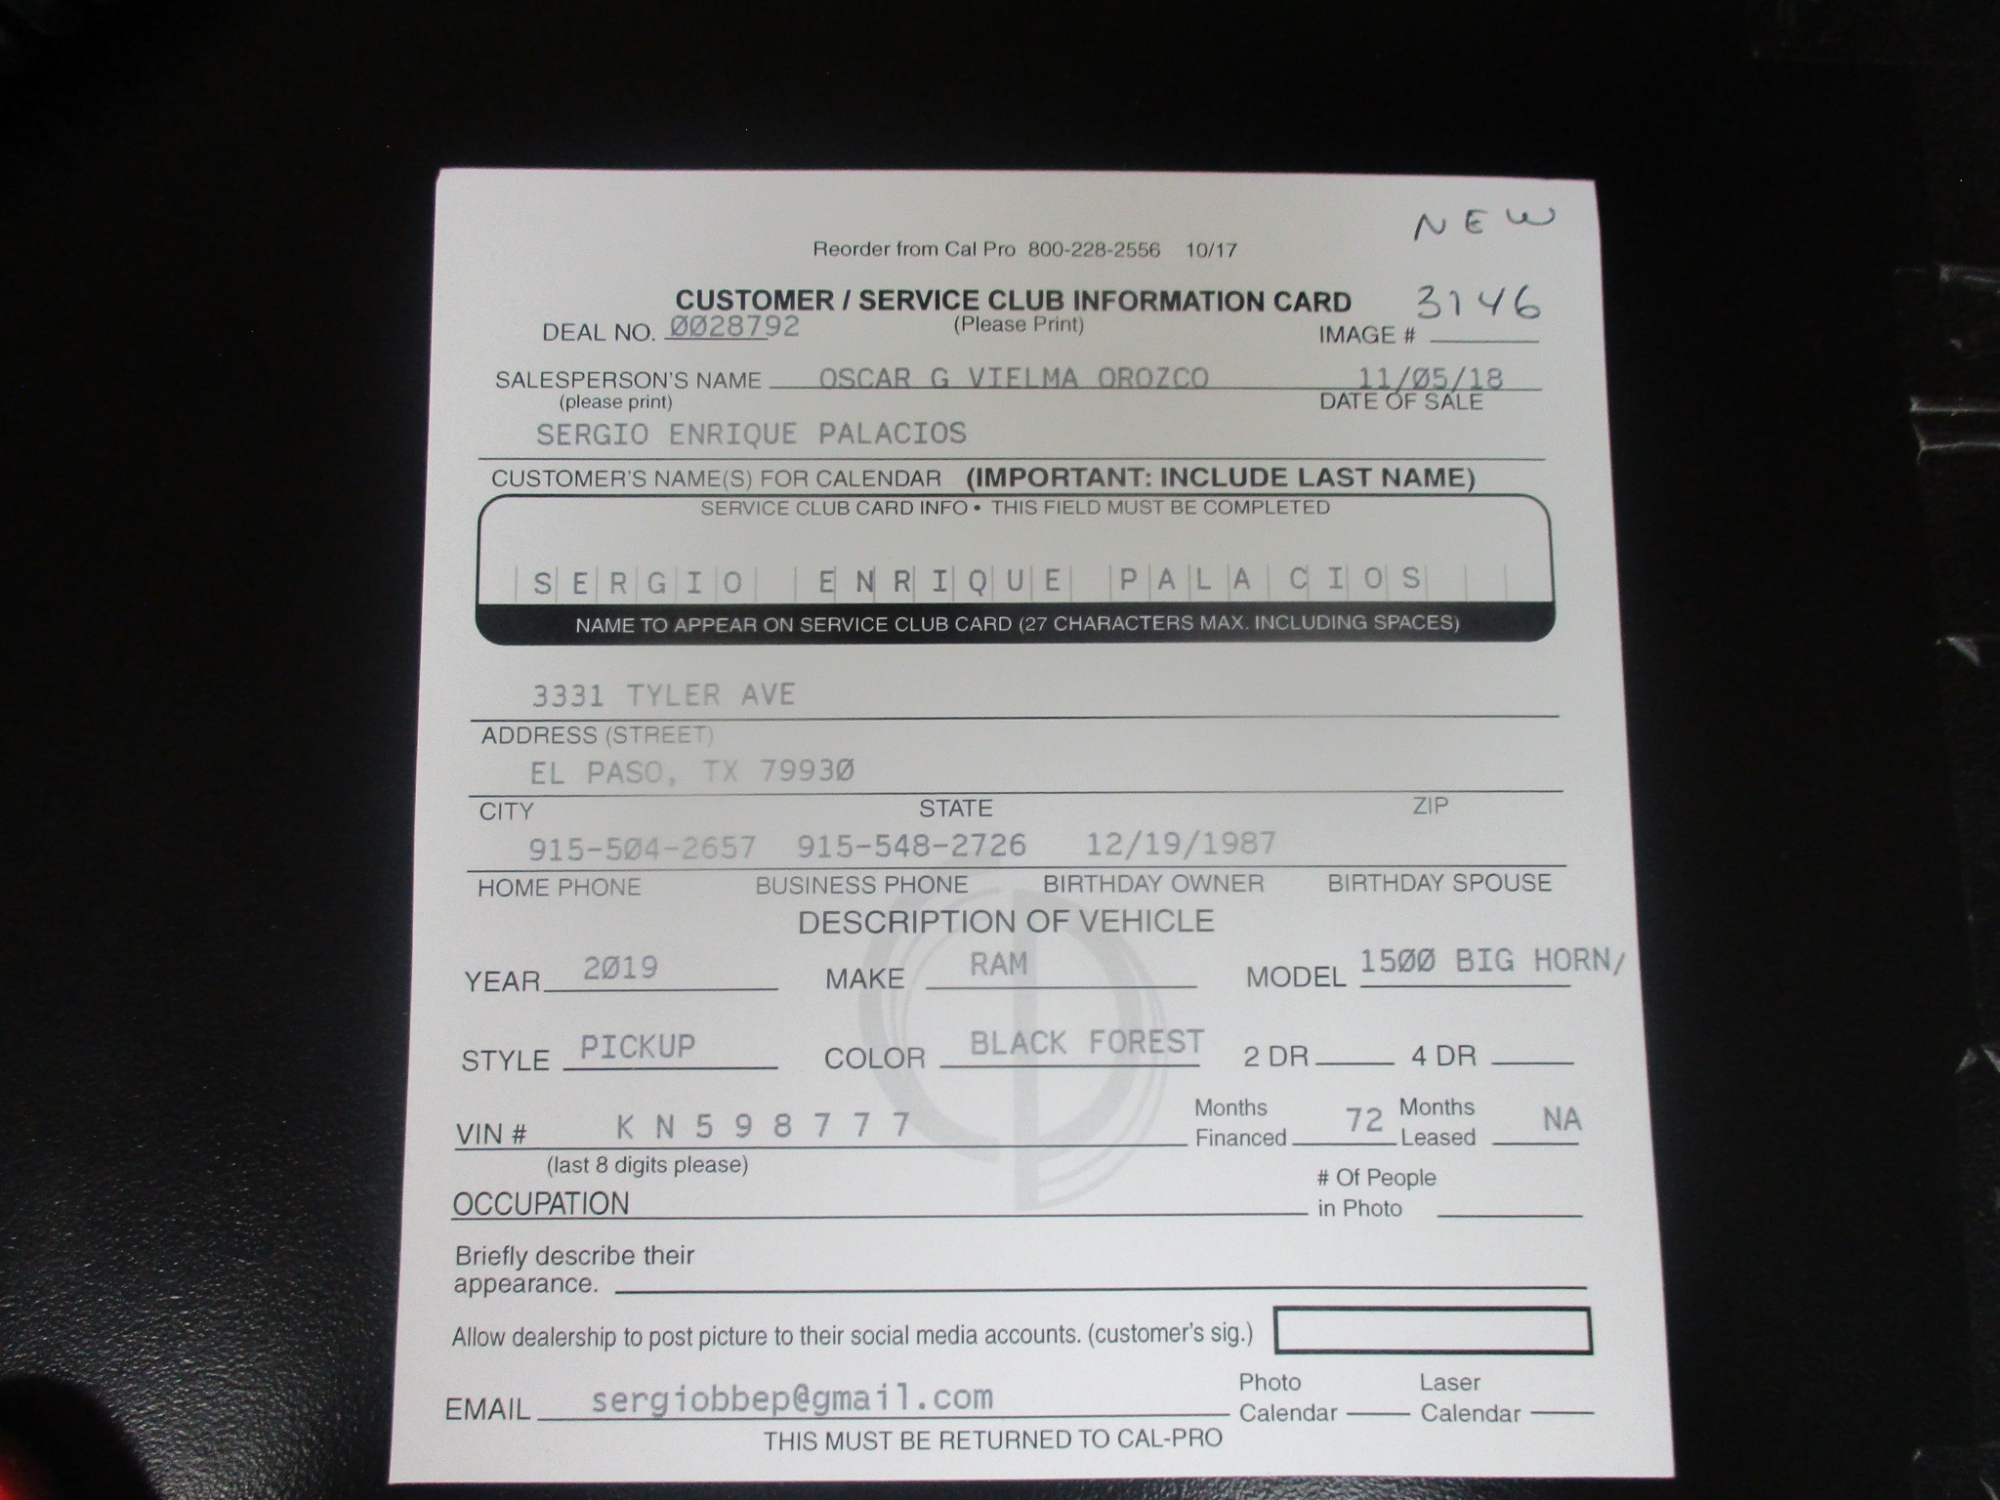 NEW
Reorder from Cal Pro 800-228-2556 10/17
CUSTOMER / SERVICE CLUB INFORMATION CARD 3146
DEAL NO. 0028792 (Please Print) IMAGE #
SALESPERSON'S NAME OSCAR G VIELMA OROZCO 11/05/18
(please print) DATE OF SALE
SERGIO ENRIQUE PALACIOS
CUSTOMER'S NAME(S) FOR CALENDAR (IMPORTANT: INCLUDE LAST NAME)
SERVICE CLUB CARD INFO • THIS FIELD MUST BE COMPLETED
SERGIO ENRIQUE PALACIOS
NAME TO APPEAR ON SERVICE CLUB CARD (27 CHARACTERS MAX. INCLUDING SPACES)
3331 TYLER AVE
ADDRESS (STREET)
EL PASO, TX 79930
CITY STATE ZIP
915-504-2657 915-548-2726 12/19/1987
HOME PHONE BUSINESS PHONE BIRTHDAY OWNER BIRTHDAY SPOUSE
DESCRIPTION OF VEHICLE
YEAR 2019 MAKE RAM MODEL 1500 BIG HORN/
STYLE PICKUP COLOR BLACK FOREST 2 DR 4 DR
VIN # KN598777 Months Financed 72 Months Leased NA
(last 8 digits please)
OCCUPATION # Of People in Photo
Briefly describe their
appearance.
Allow dealership to post picture to their social media accounts. (customer's sig.)
EMAIL sergiobbep@gmail.com Photo Calendar Laser Calendar
THIS MUST BE RETURNED TO CAL-PRO